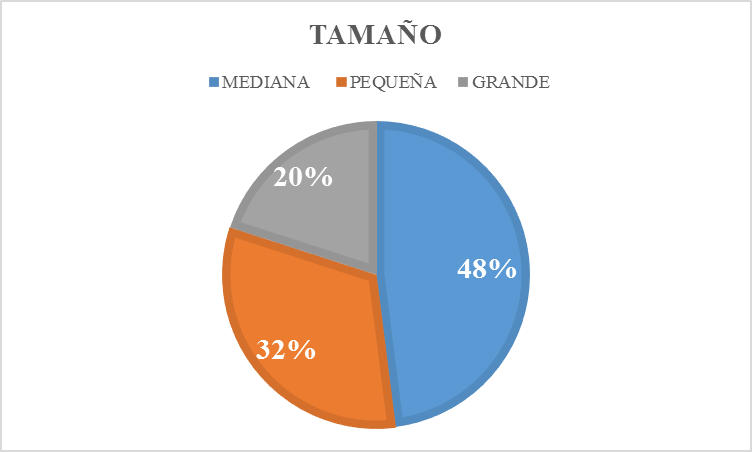 TAMAÑO
MEDIANA PEQUEÑA GRANDE
20%
48%
32%